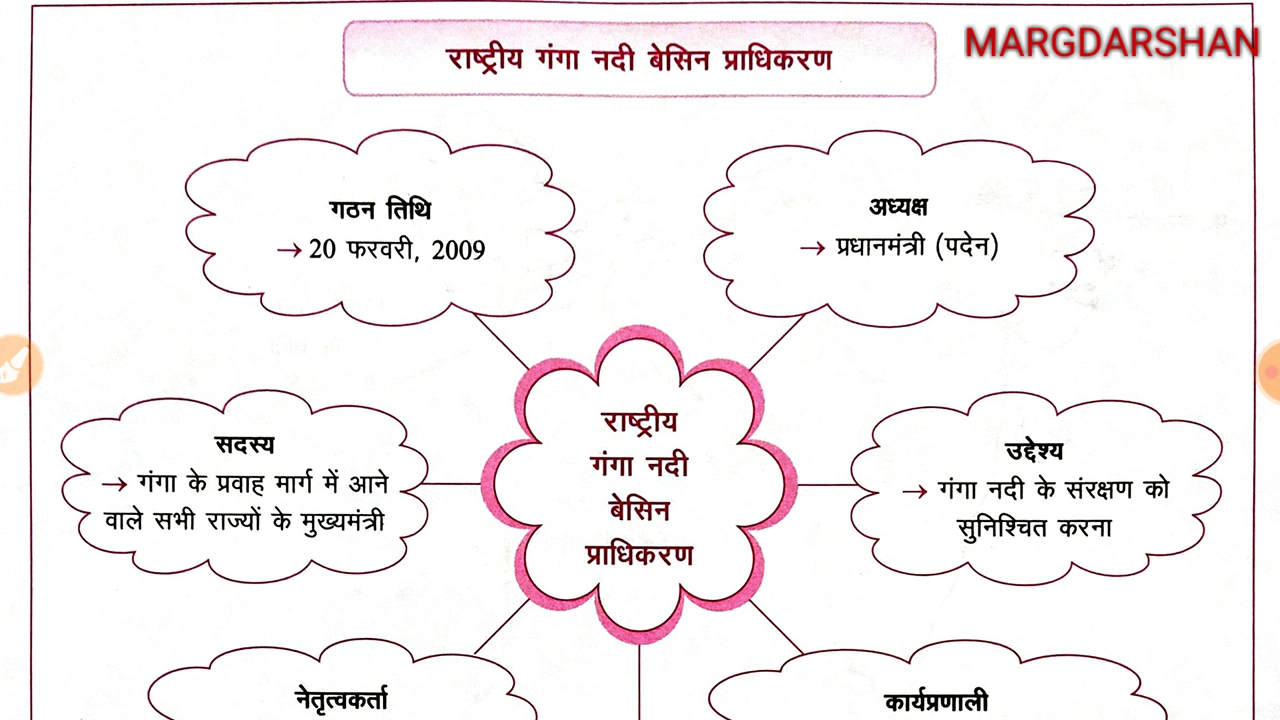 राष्ट्रीय गंगा नदी बेसिन प्राधिकरण
MARGDARSHAN
गठन तिथि
→ 20 फरवरी, 2009
अध्यक्ष
→ प्रधानमंत्री (पदेन)
सदस्य
→ गंगा के प्रवाह मार्ग में आने
वाले सभी राज्यों के मुख्यमंत्री
राष्ट्रीय
गंगा नदी
बेसिन
प्राधिकरण
उद्देश्य
→ गंगा नदी के संरक्षण को
सुनिश्चित करना
नेतृत्वकर्ता
कार्यप्रणाली